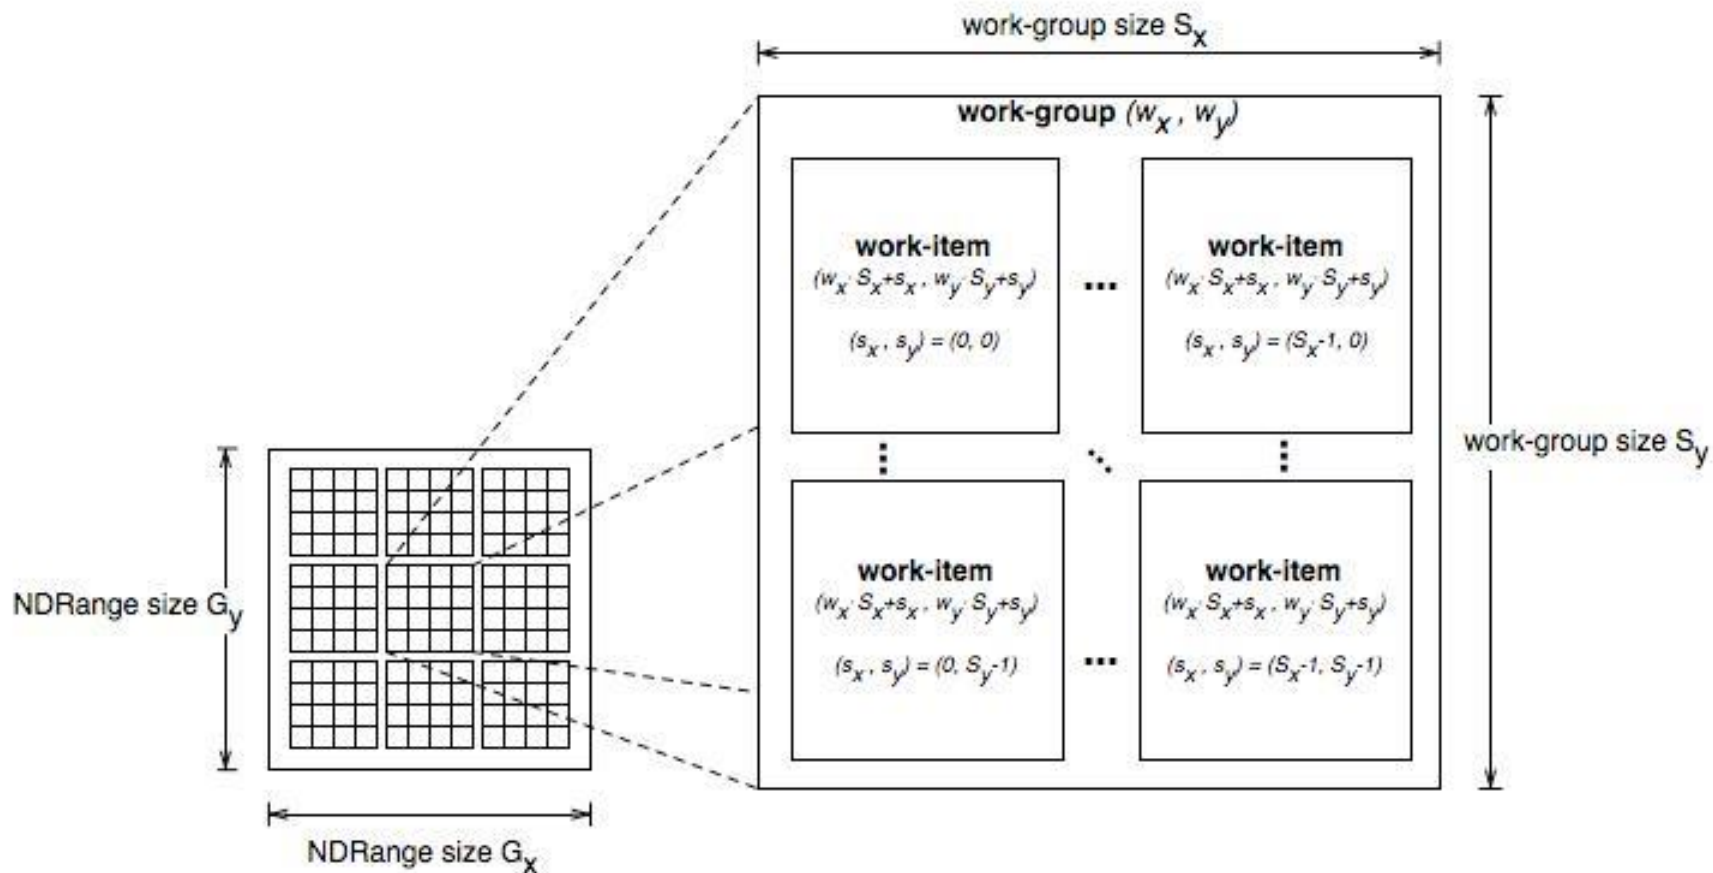 work-group size Sx
work-group (wx , wy)
work-item
(wx· Sx+sx , wy· Sy+sy)
(sx , sy) = (0, 0)
...
work-item
(wx· Sx+sx , wy· Sy+sy)
(sx , sy) = (Sx-1, 0)
work-group size Sy
NDRange size Gy
work-item
(wx· Sx+sx , wy· Sy+sy)
(sx , sy) = (0, Sy-1)
...
work-item
(wx· Sx+sx , wy· Sy+sy)
(sx , sy) = (Sx-1, Sy-1)
NDRange size Gx